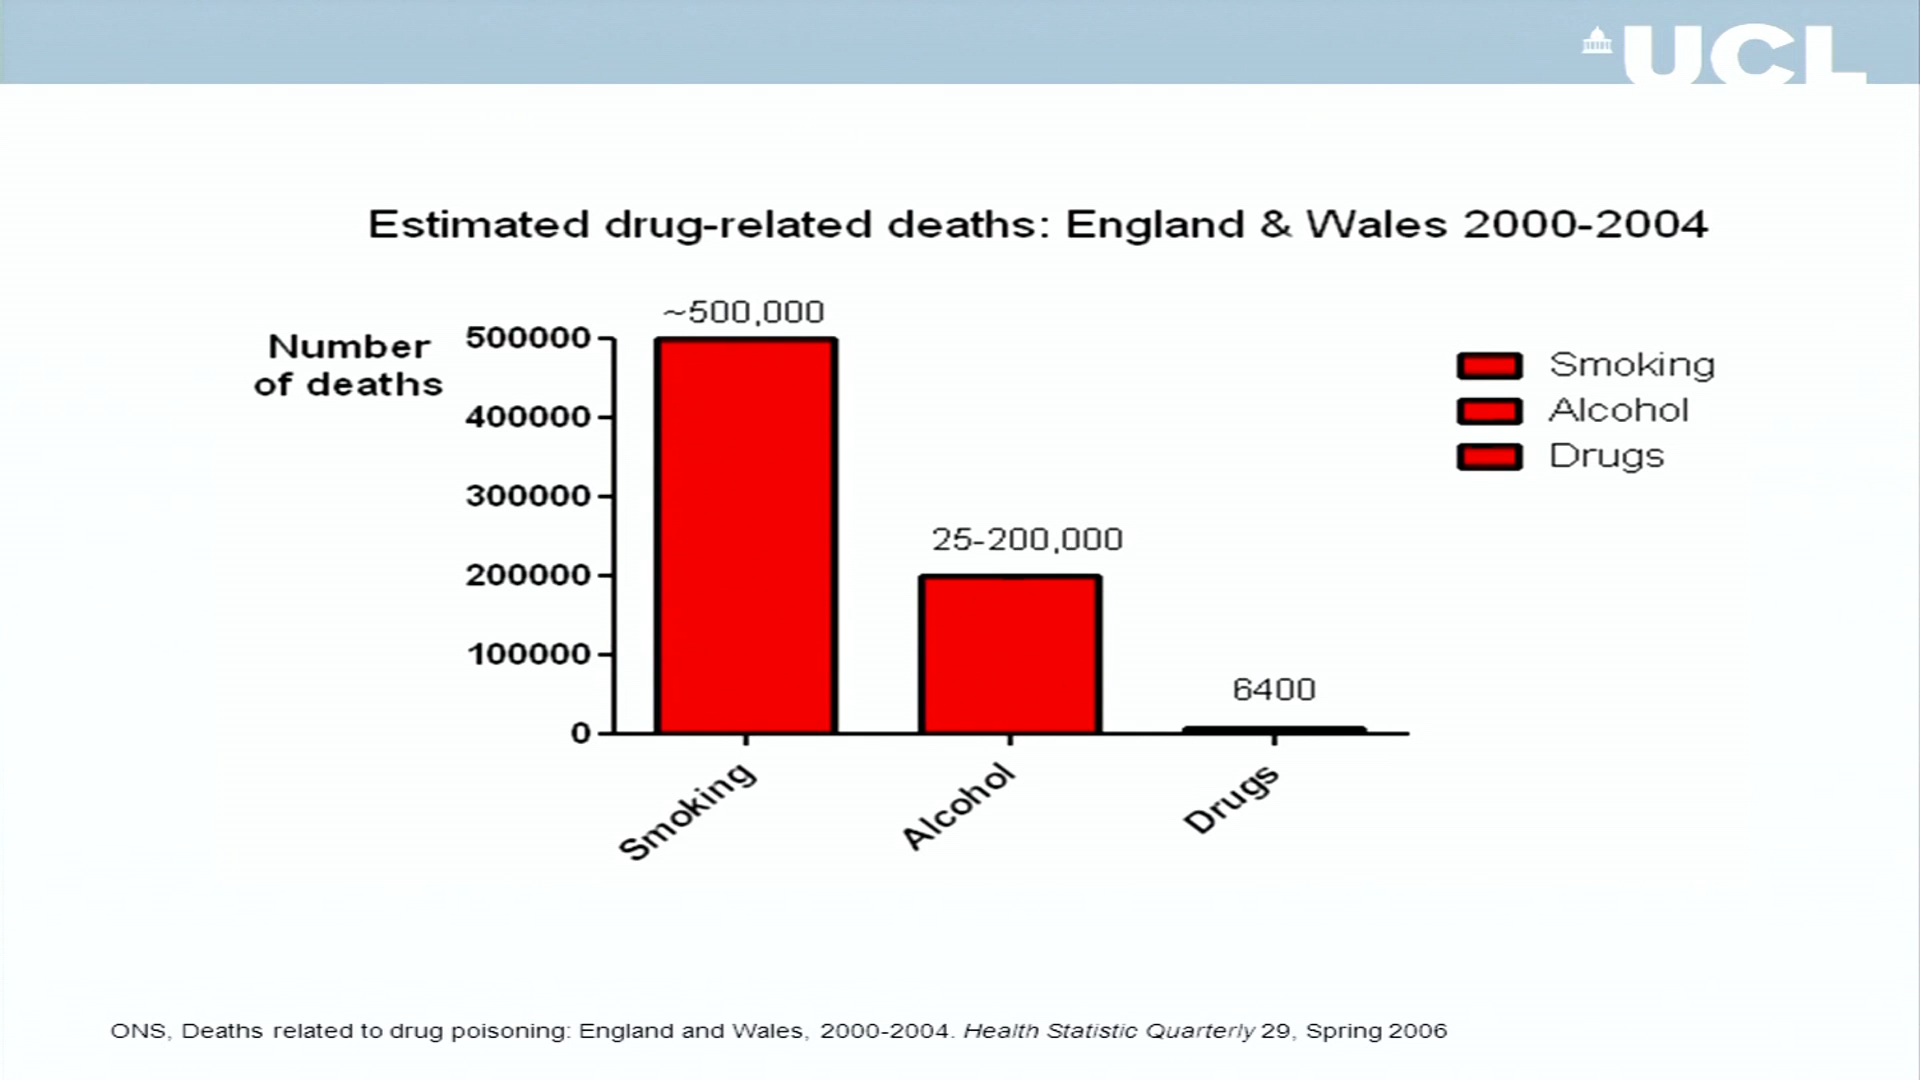 UCL
Estimated drug-related deaths: England & Wales 2000-2004
Number
of deaths
500000
400000
300000
200000
100000
0
~500,000
25-200,000
6400
Smoking
Alcohol
Drugs
Smoking
Alcohol
Drugs
ONS, Deaths related to drug poisoning: England and Wales, 2000-2004. Health Statistic Quarterly 29, Spring 2006